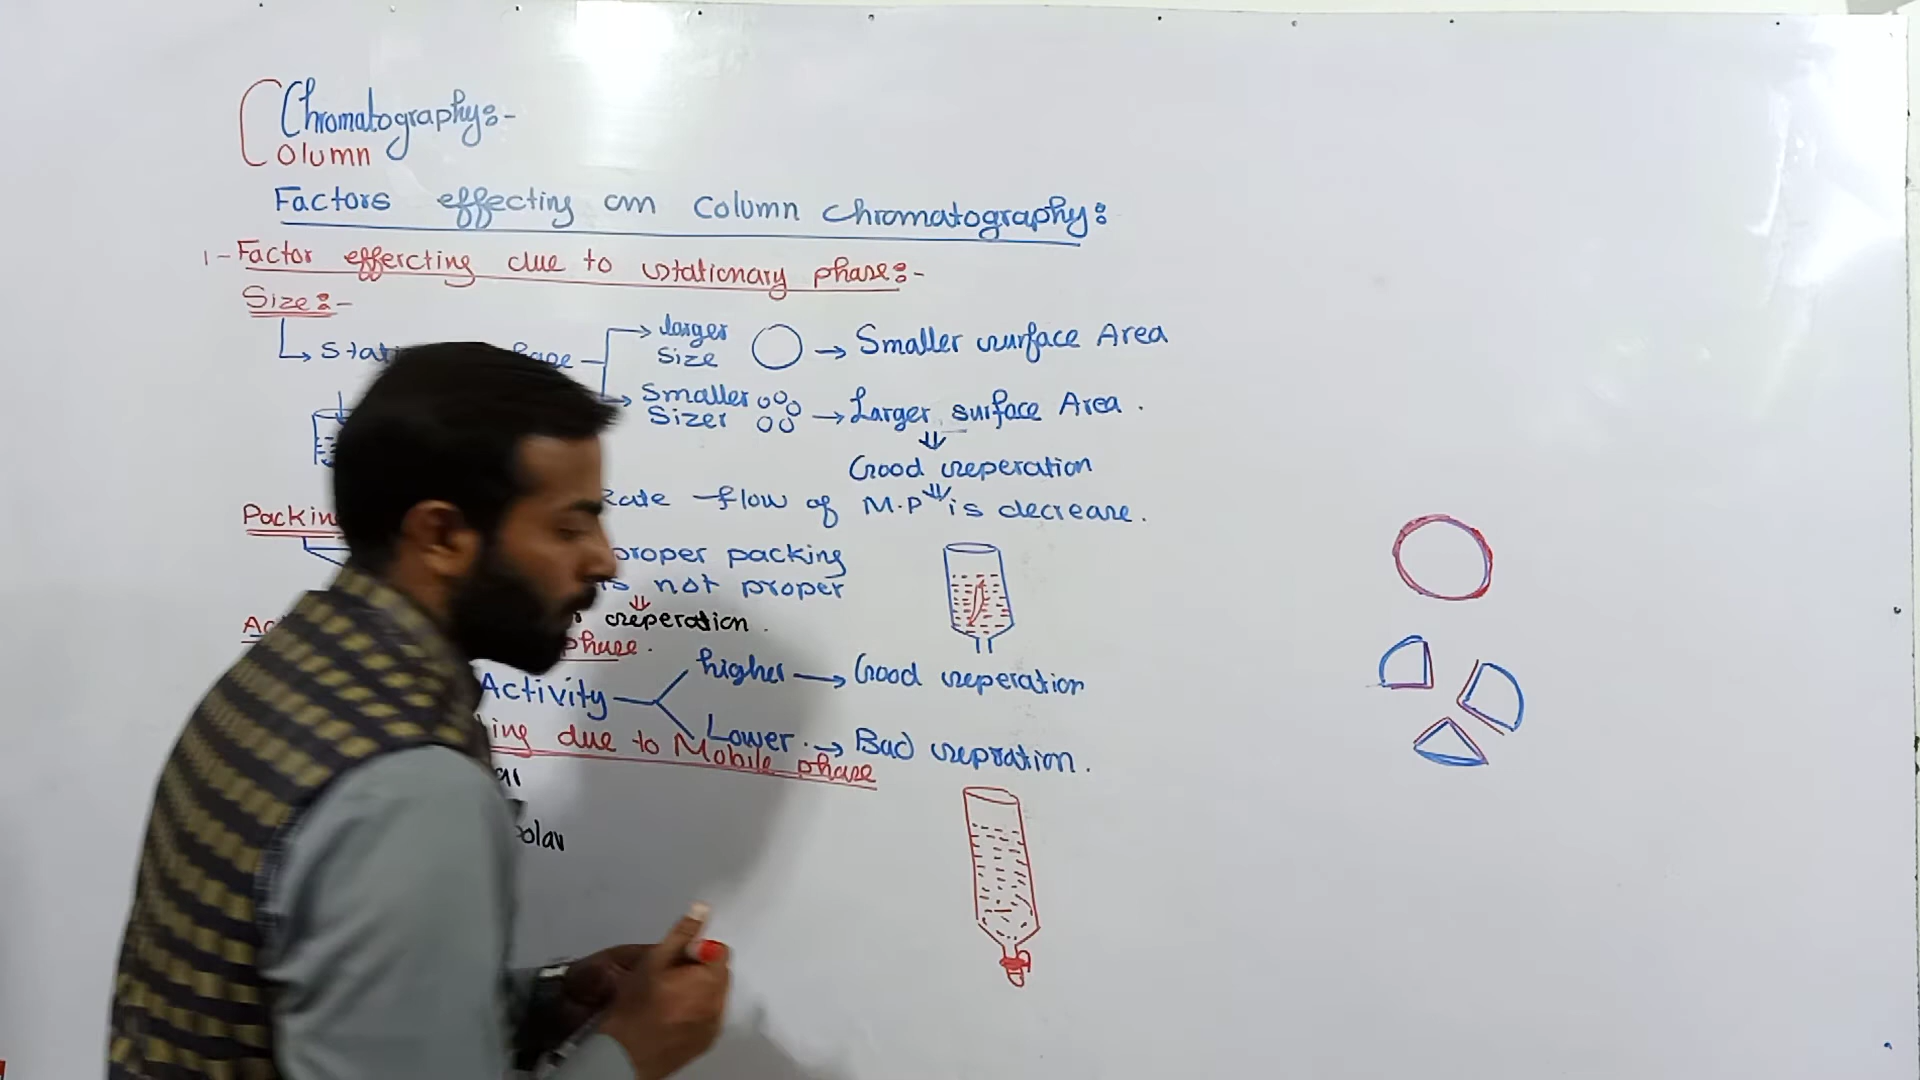 Chromatography:-
Column
Factors effecting on Column Chromatography:
1- Factor effercting due to stationary phase:-
Size:-
larger
Size → Smaller surface Area
Smaller
Sizer → Larger surface Area.
Good seperation
Rate flow of M.P is decrease.
proper packing
is not proper
seperation.
phase.
Activity
higher → Good seperation
Lower → Bad sepration.
due to Mobile phase